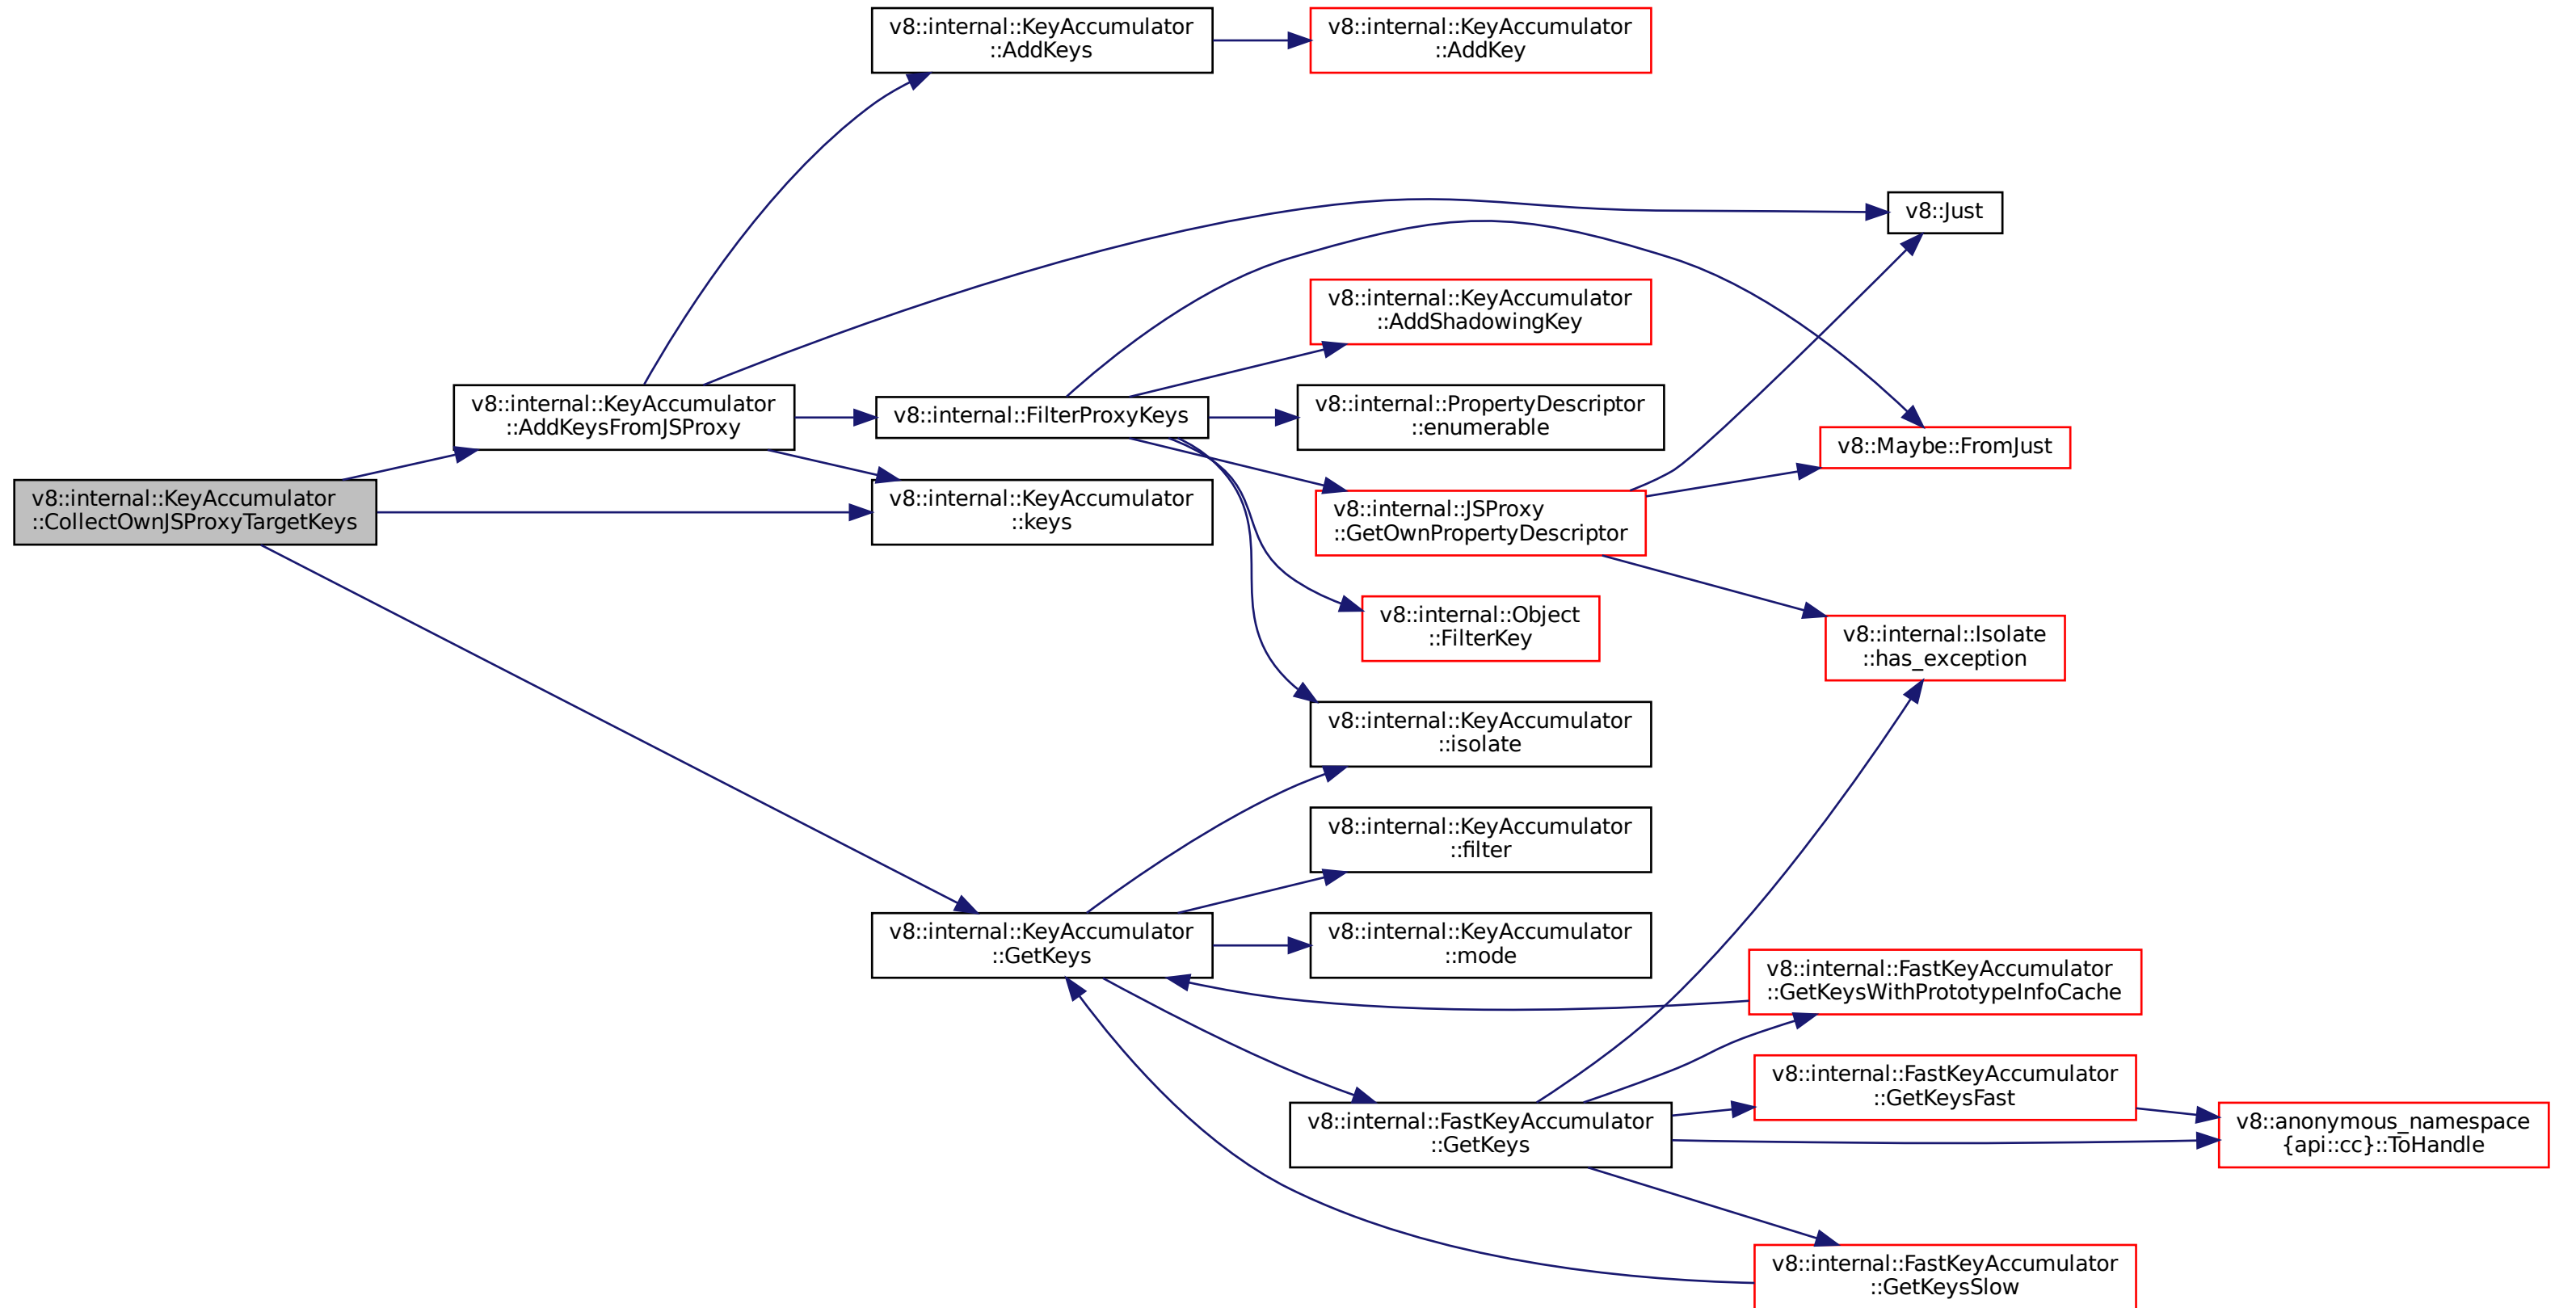 v8::internal::KeyAccumulator
::AddKeys
v8::internal::KeyAccumulator
::AddKey
v8::Just
v8::internal::KeyAccumulator
::AddShadowingKey
v8::internal::KeyAccumulator
::AddKeysFromJSProxy
v8::internal::FilterProxyKeys
v8::internal::PropertyDescriptor
::enumerable
v8::Maybe::FromJust
v8::internal::KeyAccumulator
::CollectOwnJSProxyTargetKeys
v8::internal::KeyAccumulator
::keys
v8::internal::JSProxy
::GetOwnPropertyDescriptor
v8::internal::Object
::FilterKey
v8::internal::Isolate
::has_exception
v8::internal::KeyAccumulator
::isolate
v8::internal::KeyAccumulator
::filter
v8::internal::KeyAccumulator
::GetKeys
v8::internal::KeyAccumulator
::mode
v8::internal::FastKeyAccumulator
::GetKeysWithPrototypeInfoCache
v8::internal::FastKeyAccumulator
::GetKeysFast
v8::internal::FastKeyAccumulator
::GetKeys
v8::anonymous_namespace
{api::cc}::ToHandle
v8::internal::FastKeyAccumulator
::GetKeysSlow